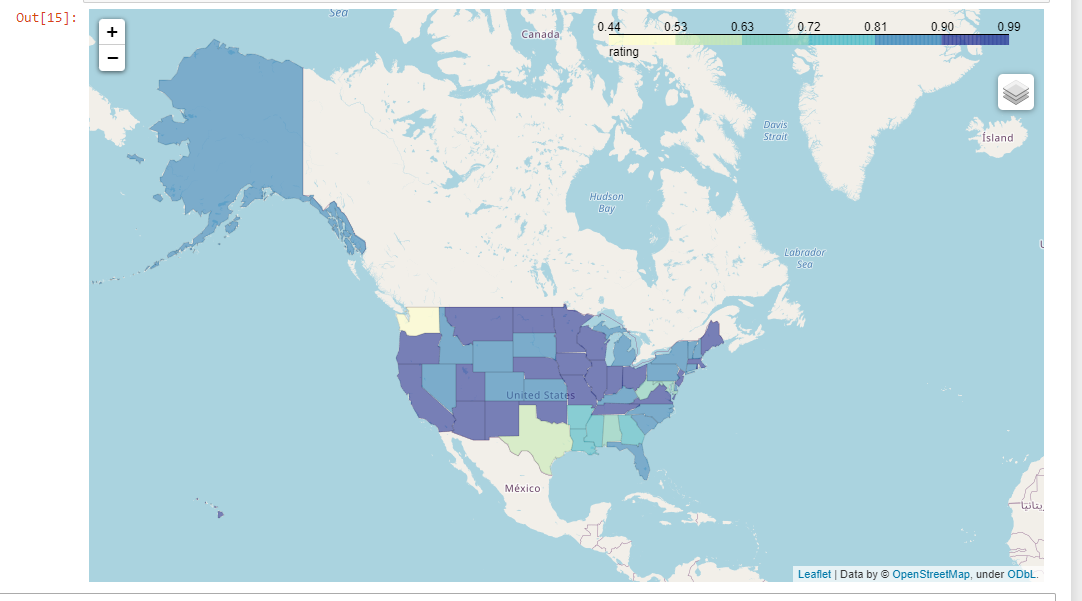 Out[15]:
+
−
Sea
Canada
0.44 0.53 0.63 0.72 0.81 0.90 0.99
rating
Davis
Strait
Ísland
Hudson
Bay
Labrador
Sea
United States
México
Leaflet | Data by © OpenStreetMap, under ODbL.